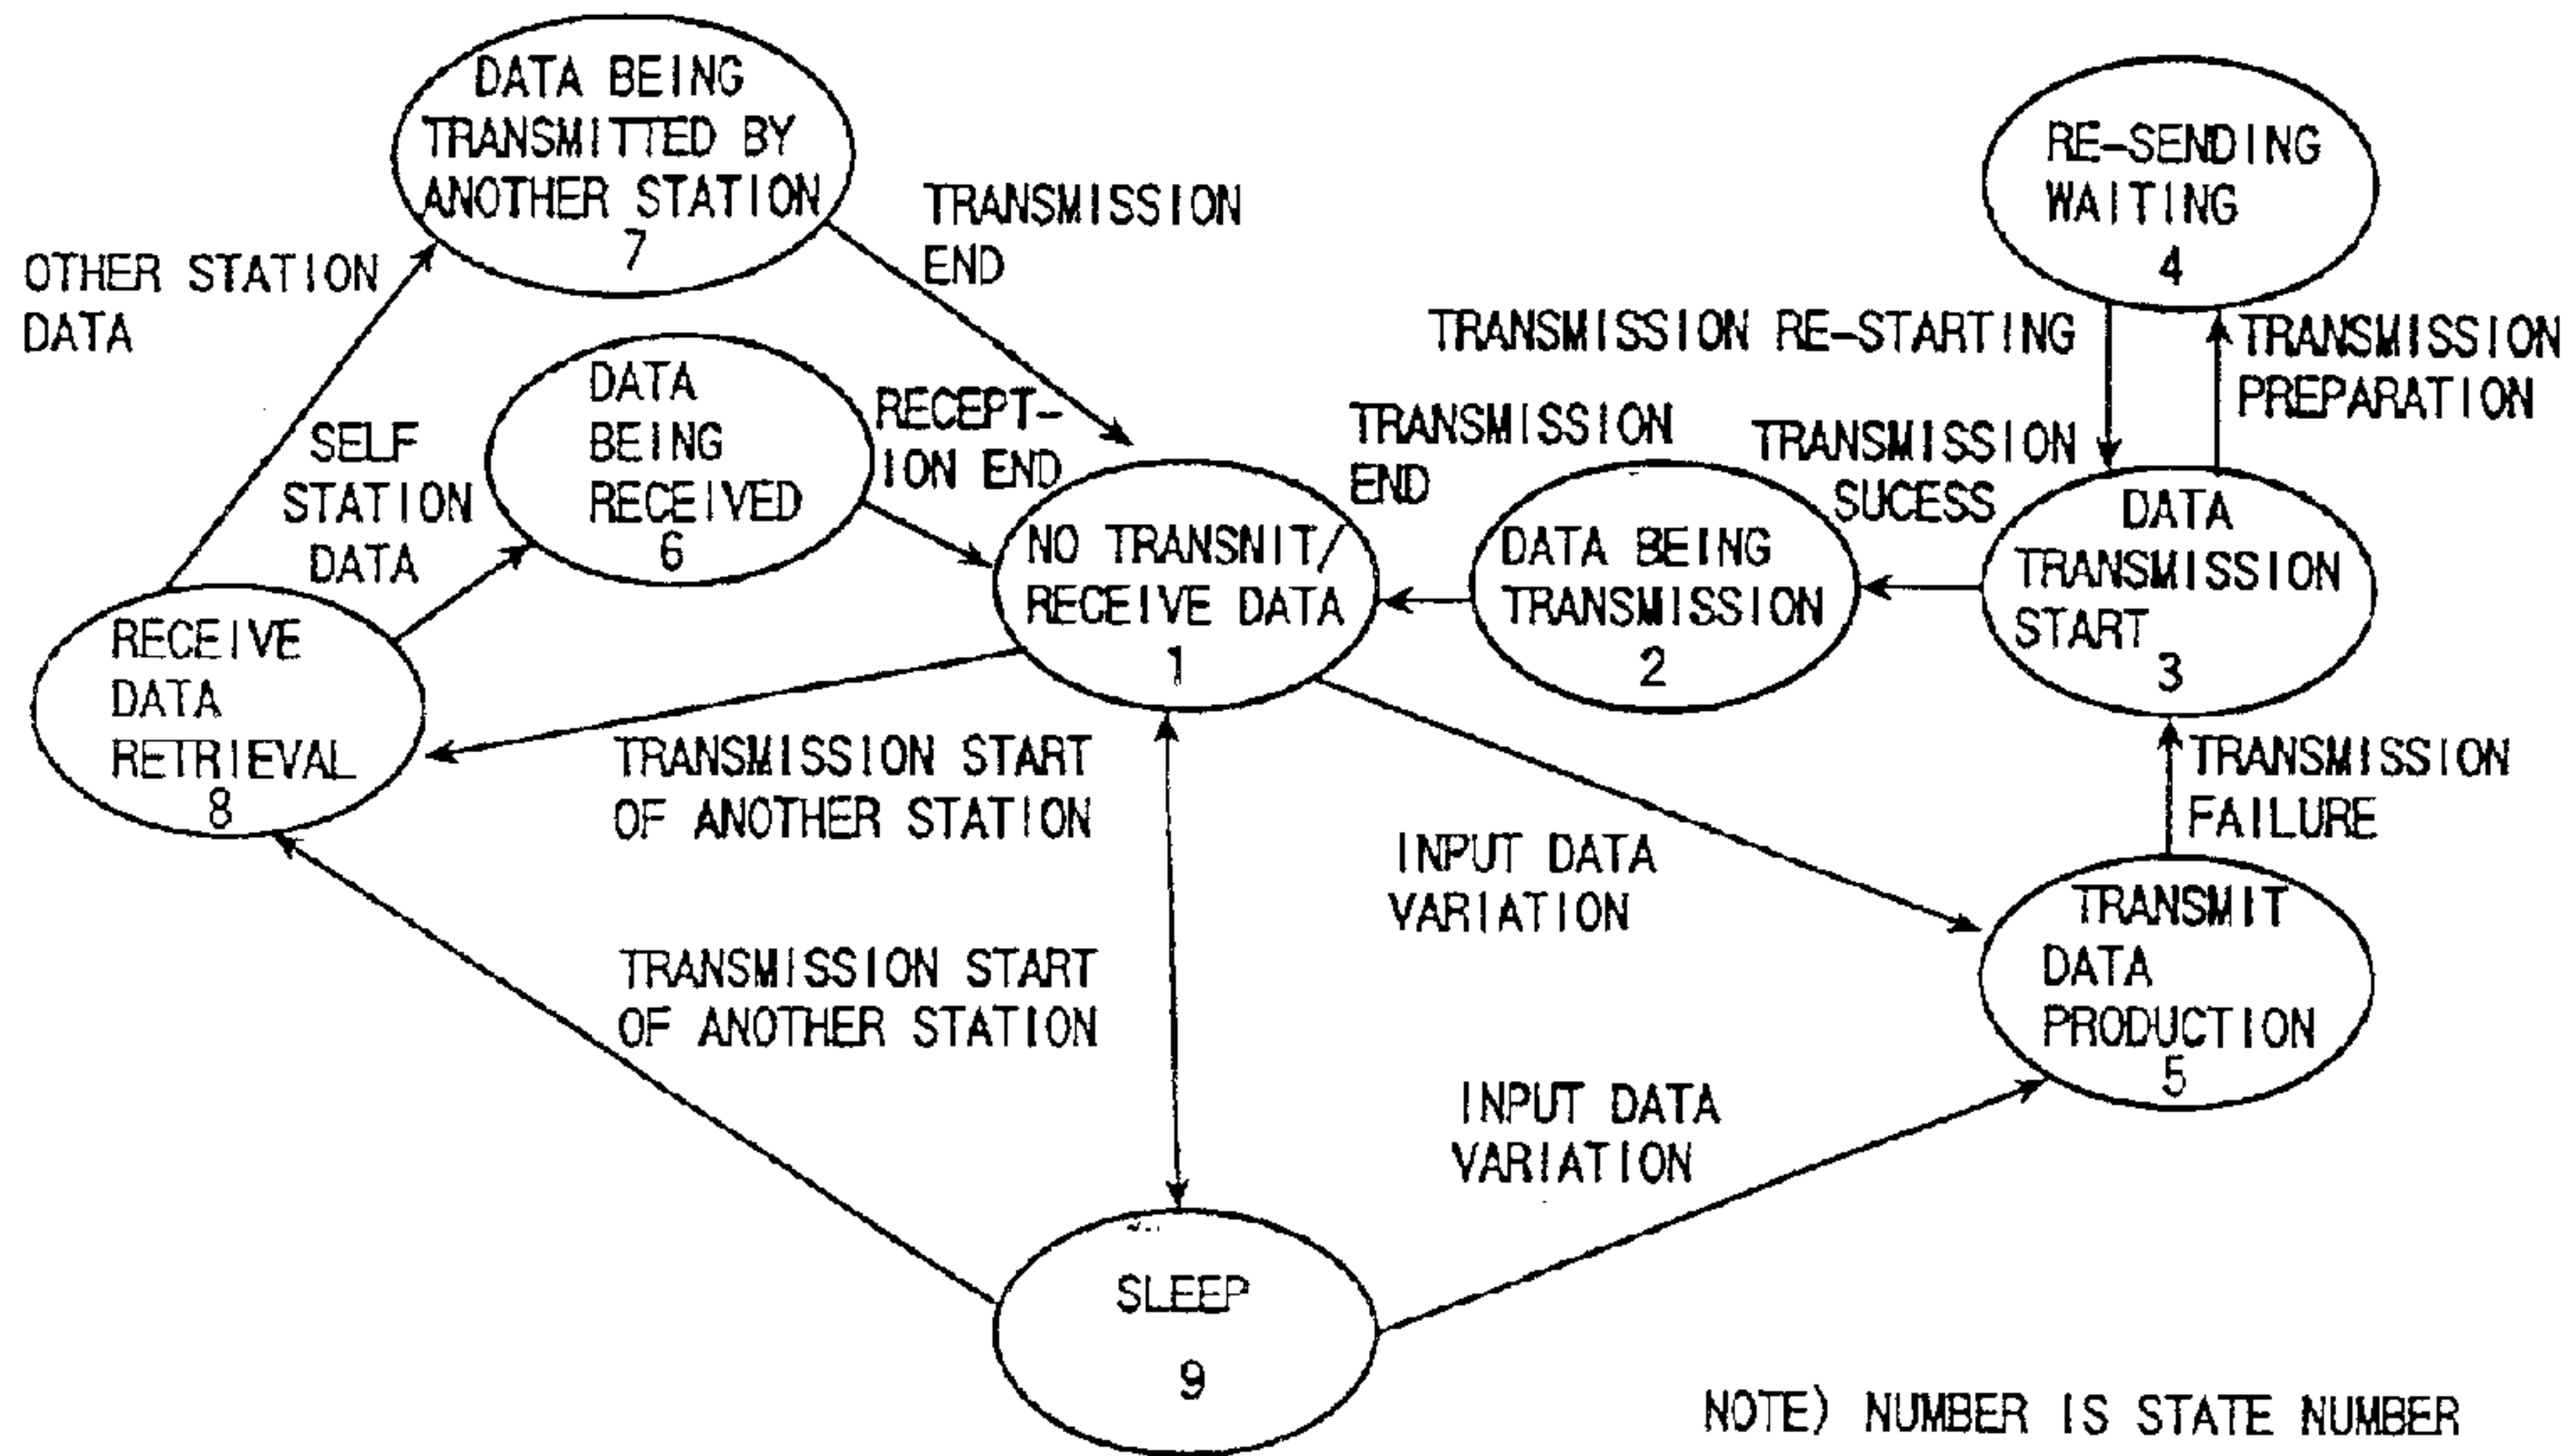 DATA BEING
TRANSMITTED BY
ANOTHER STATION
7
TRANSMISSION
END
OTHER STATION
DATA
RE-SENDING
WAITING
4
TRANSMISSION RE-STARTING
TRANSMISSION
PREPARATION
DATA
BEING
RECEIVED
6
RECEPT-
ION END
SELF
STATION
DATA
TRANSMISSION
END
TRANSMISSION
SUCESS
NO TRANSNIT/
RECEIVE DATA
1
DATA BEING
TRANSMISSION
2
DATA
TRANSMISSION
START
3
RECEIVE
DATA
RETRIEVAL
8
TRANSMISSION START
OF ANOTHER STATION
TRANSMISSION
FAILURE
INPUT DATA
VARIATION
TRANSMIT
DATA
PRODUCTION
5
TRANSMISSION START
OF ANOTHER STATION
INPUT DATA
VARIATION
SLEEP
9
NOTE) NUMBER IS STATE NUMBER